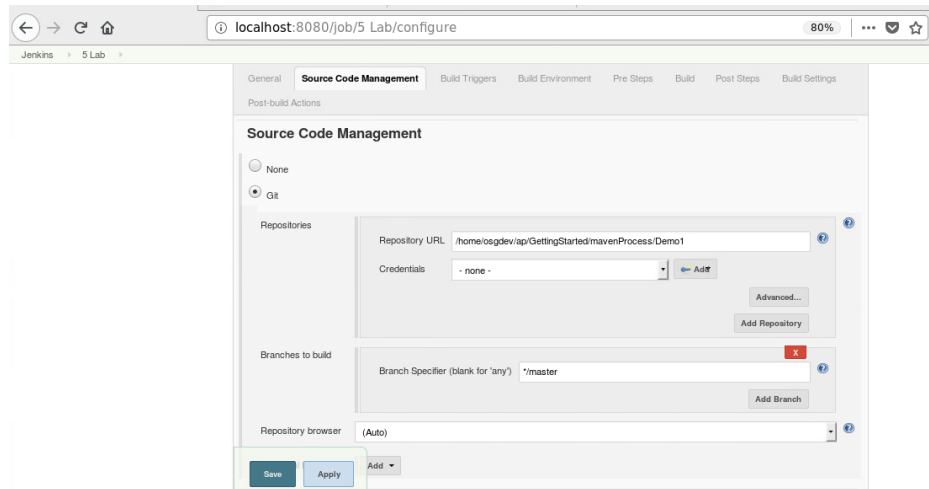 localhost:8080/job/5 Lab/configure
80%
Jenkins
5 Lab
General Source Code Management Build Triggers Build Environment Pre Steps Build Post Steps Build Settings
Post-build Actions
Source Code Management
None
Git
Repositories
Repository URL /home/osgdev/ap/GettingStarted/mavenProcess/Demo1
Credentials - none - Add
Advanced...
Add Repository
Branches to build
X
Branch Specifier (blank for 'any') */master
Add Branch
Repository browser (Auto)
Add
Save Apply